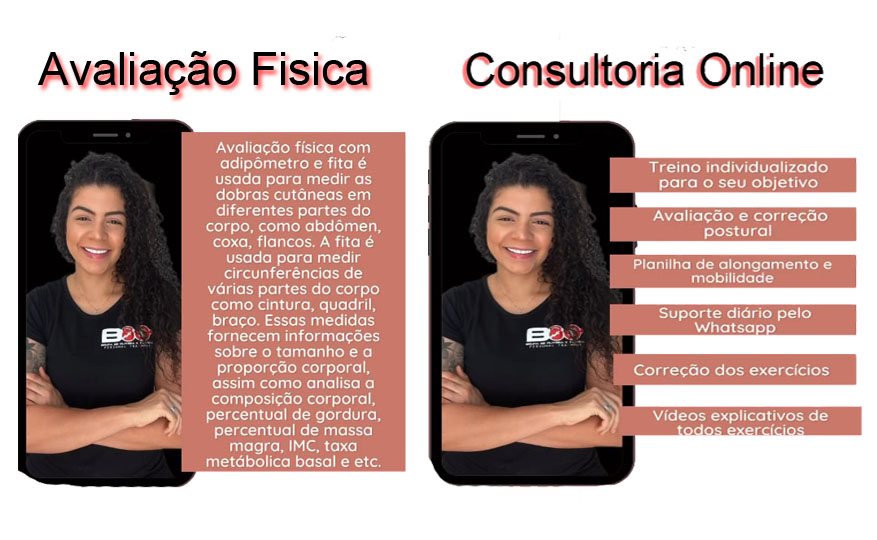 Avaliação Fisica
Avaliação física com
adipômetro e fita é
usada para medir as
dobras cutâneas em
diferentes partes do
corpo, como abdômen,
coxa, flancos. A fita é
usada para medir
circunferências de
várias partes do corpo
como cintura, quadril,
braço. Essas medidas
fornecem informações
sobre o tamanho e a
proporção corporal,
assim como analisa a
composição corporal,
percentual de gordura,
percentual de massa
magra, IMC, taxa
metábolica basal e etc.
Consultoria Online
Treino individualizado
para o seu objetivo
Avaliação e correção
postural
Planilha de alongamento e
mobilidade
Suporte diário pelo
Whatsapp
Correção dos exercícios
Vídeos explicativos de
todos exercícios